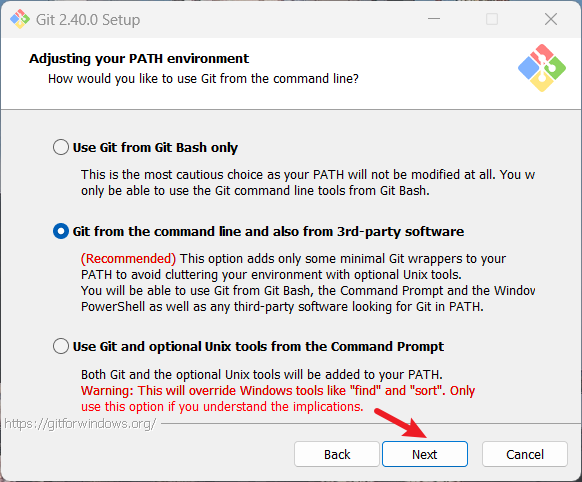 Git 2.40.0 Setup
Adjusting your PATH environment
How would you like to use Git from the command line?
Use Git from Git Bash only
This is the most cautious choice as your PATH will not be modified at all. You w
only be able to use the Git command line tools from Git Bash.
Git from the command line and also from 3rd-party software
(Recommended) This option adds only some minimal Git wrappers to your
PATH to avoid cluttering your environment with optional Unix tools.
You will be able to use Git from Git Bash, the Command Prompt and the Window
PowerShell as well as any third-party software looking for Git in PATH.
Use Git and optional Unix tools from the Command Prompt
Both Git and the optional Unix tools will be added to your PATH.
Warning: This will override Windows tools like "find" and "sort". Only
use this option if you understand the implications.
https://gitforwindows.org/
Back Next Cancel